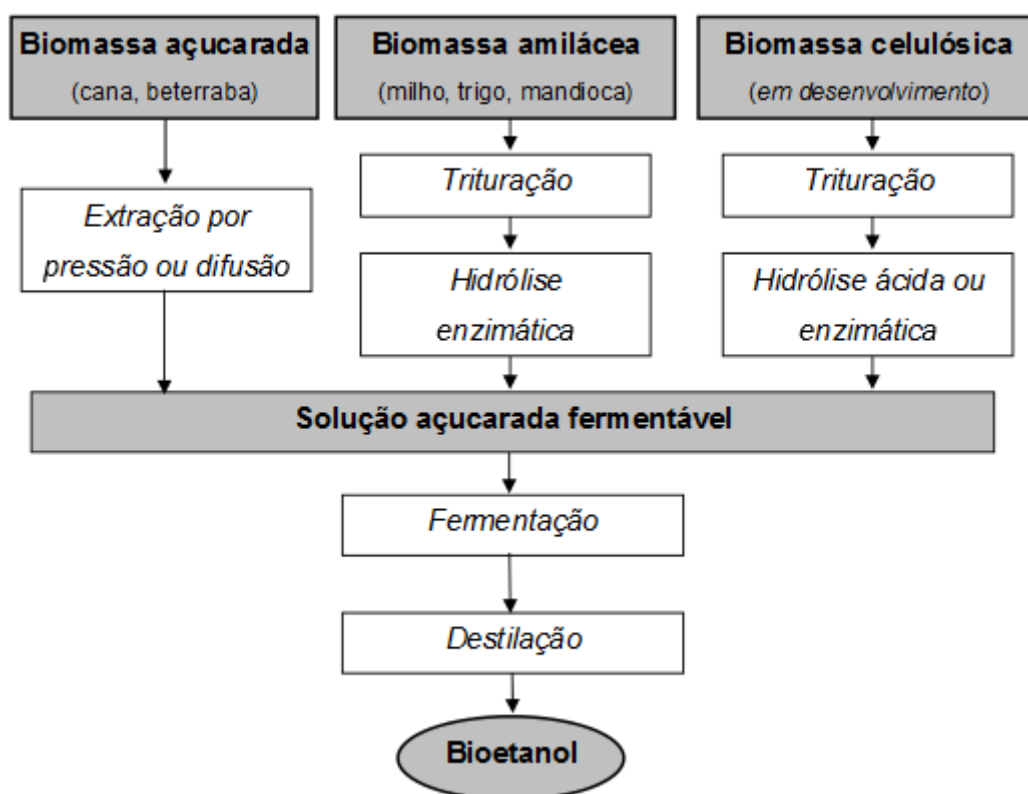 Biomassa açucarada
(cana, beterraba)
Biomassa amilácea
(milho, trigo, mandioca)
Biomassa celulósica
(em desenvolvimento)
Extração por
pressão ou difusão
Trituração
Hidrólise
enzimática
Trituração
Hidrólise ácida ou
enzimática
Solução açucarada fermentável
Fermentação
Destilação
Bioetanol